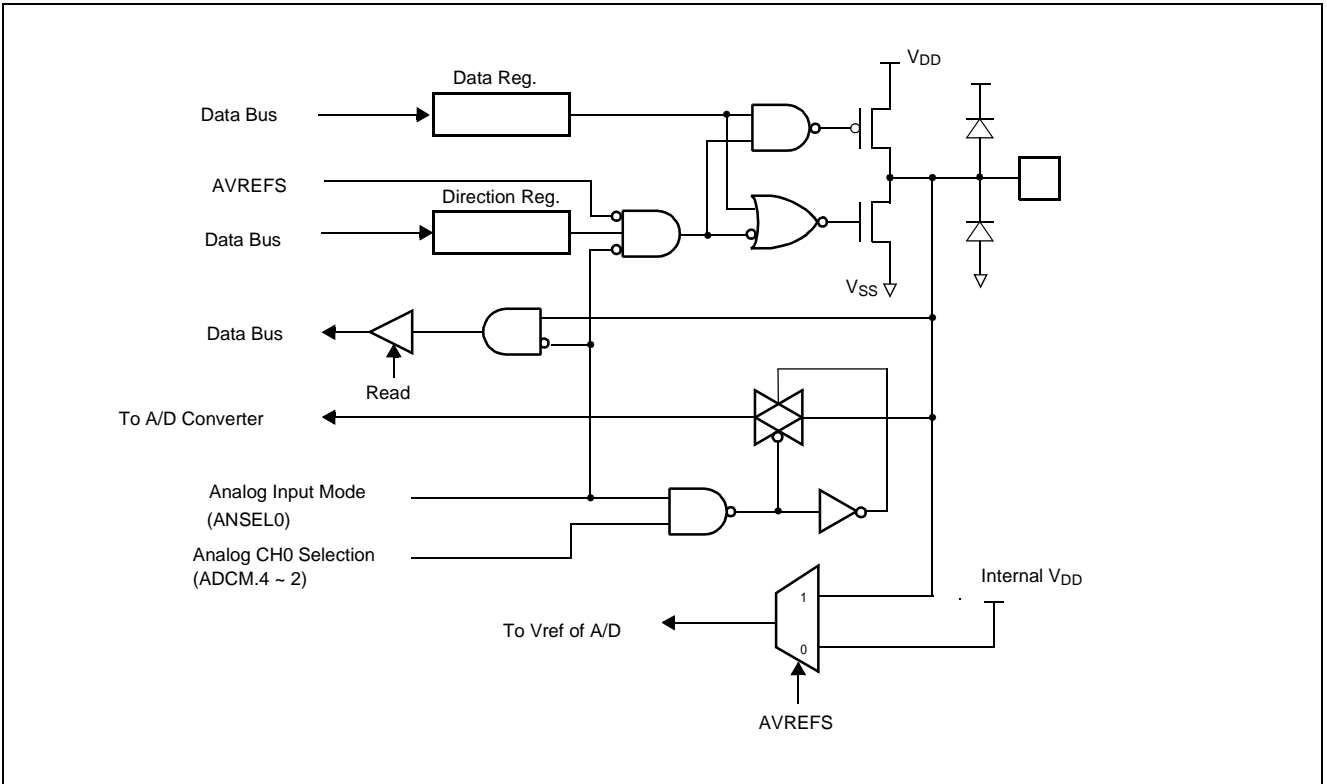 VDD
Data Reg.
Data Bus
AVREFS
Direction Reg.
Data Bus
VSS
Data Bus
Read
To A/D Converter
Analog Input Mode
(ANSEL0)
Analog CH0 Selection
(ADCM.4 ~ 2)
Internal VDD
1
To Vref of A/D
0
AVREFS